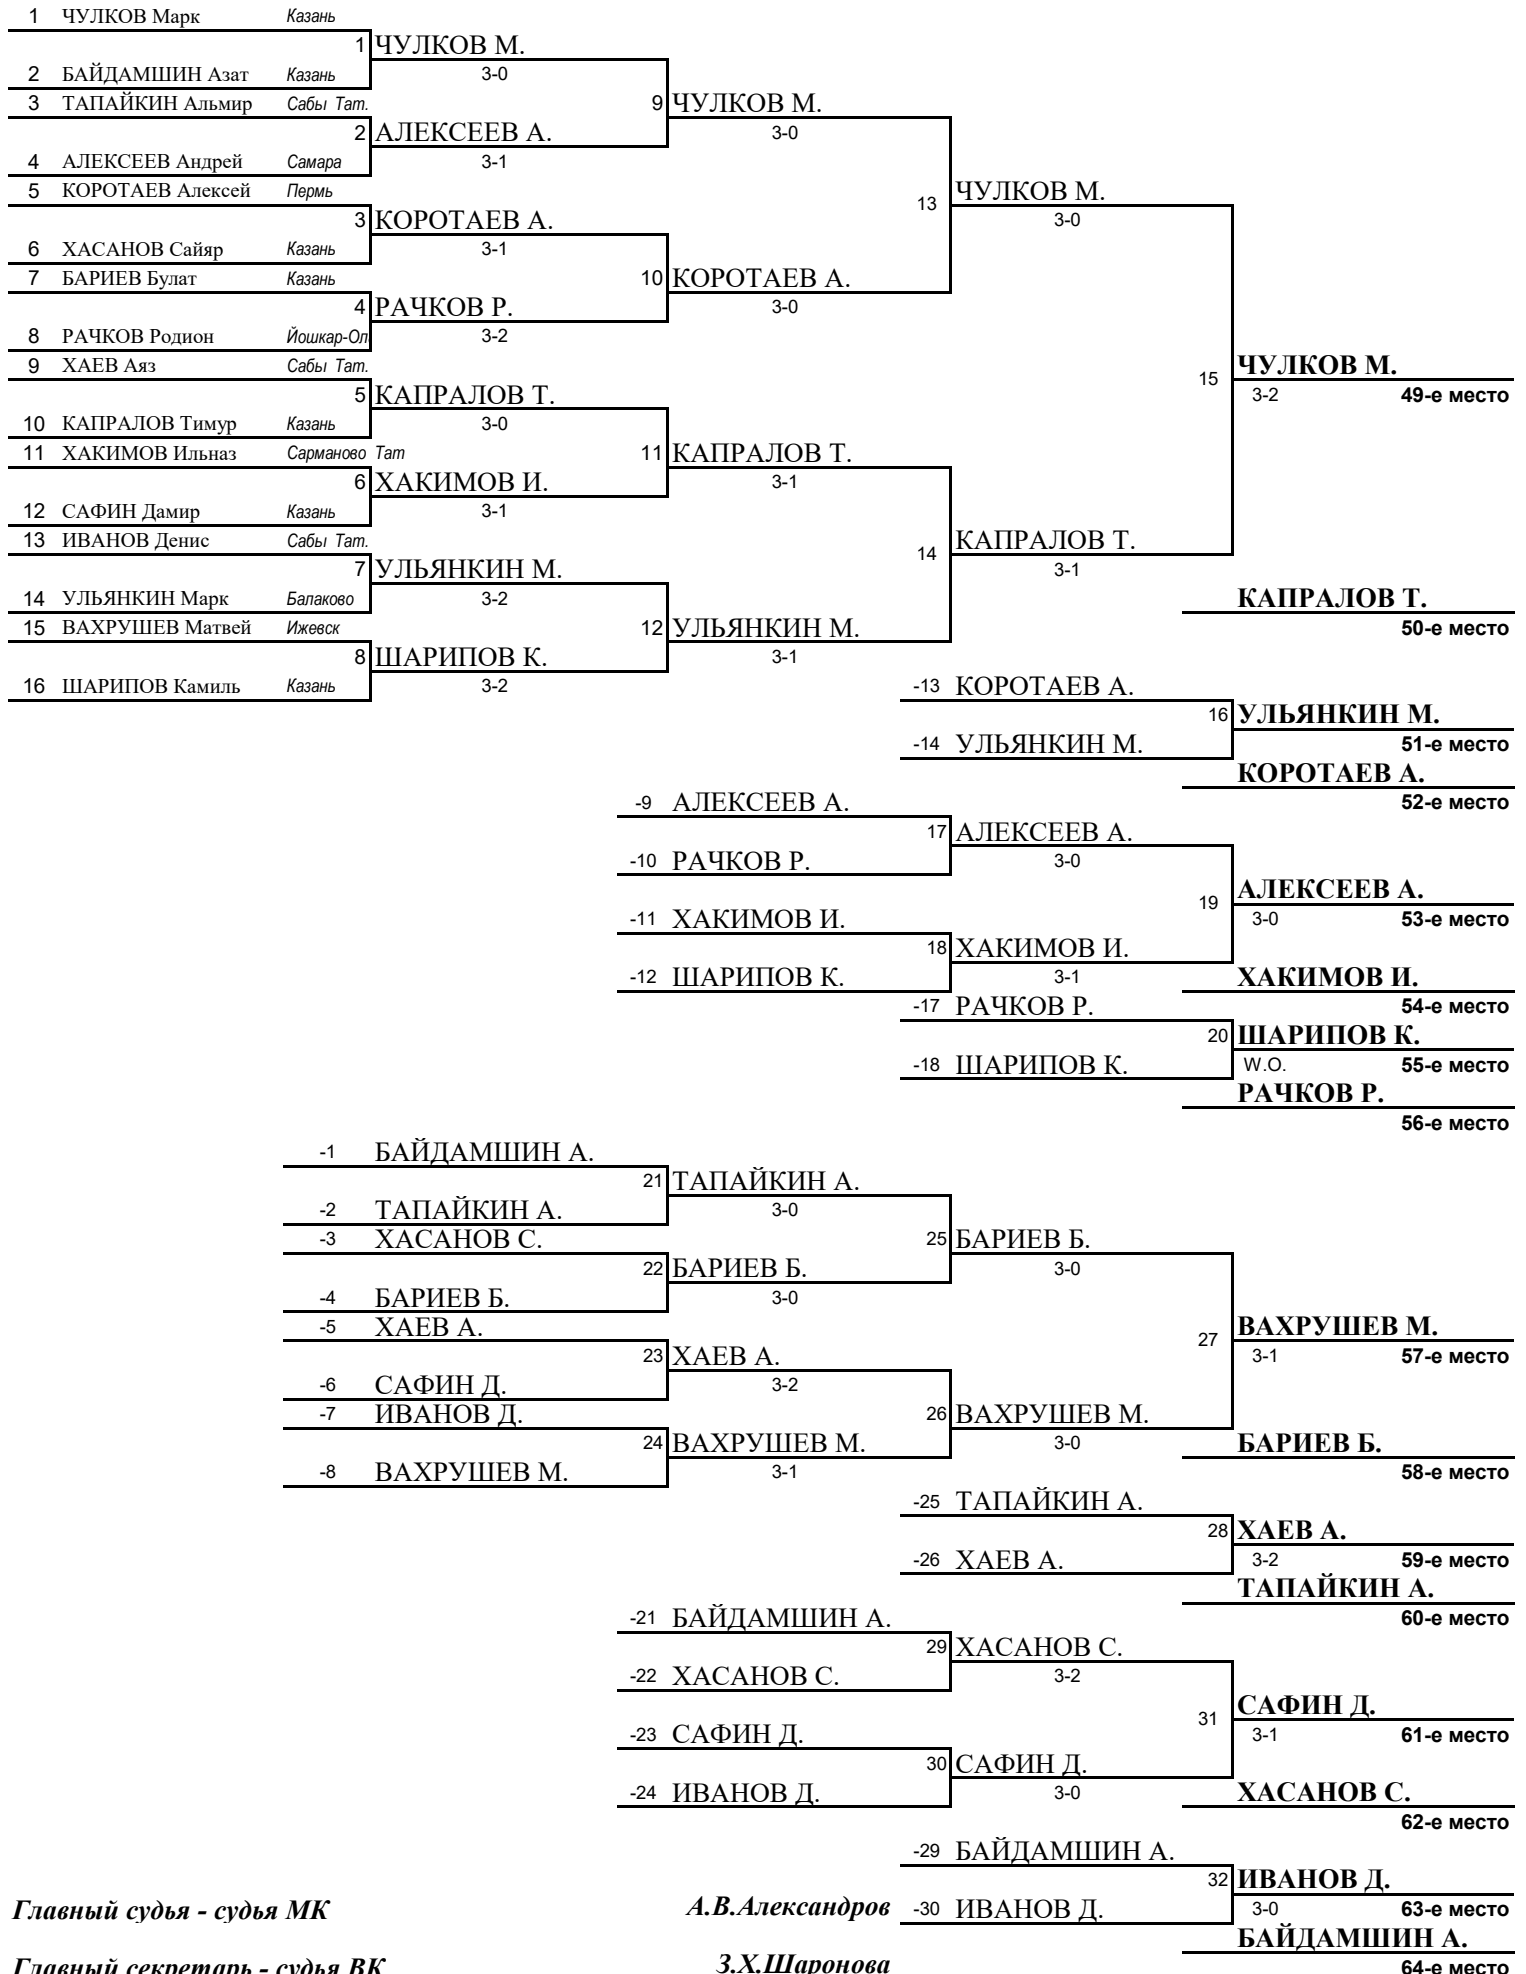 1 ЧУЛКОВ Марк Казань
1 ЧУЛКОВ М.
2 БАЙДАМШИН Азат Казань 3-0
3 ТАПАЙКИН Альмир Сабы Тат. 9 ЧУЛКОВ М.
2 АЛЕКСЕЕВ А. 3-0
4 АЛЕКСЕЕВ Андрей Самара 3-1
5 КОРОТАЕВ Алексей Пермь 13 ЧУЛКОВ М.
3 КОРОТАЕВ А. 3-0
6 ХАСАНОВ Сайяр Казань 3-1
7 БАРИЕВ Булат Казань 10 КОРОТАЕВ А.
4 РАЧКОВ Р. 3-0
8 РАЧКОВ Родион Йошкар-Ол 3-2
9 ХАЕВ Аяз Сабы Тат. 15 ЧУЛКОВ М.
5 КАПРАЛОВ Т. 3-2 49-е место
10 КАПРАЛОВ Тимур Казань 3-0
11 ХАКИМОВ Ильназ Сарманово Тат 11 КАПРАЛОВ Т.
6 ХАКИМОВ И. 3-1
12 САФИН Дамир Казань 3-1
13 ИВАНОВ Денис Сабы Тат. 14 КАПРАЛОВ Т.
7 УЛЬЯНКИН М. 3-1
14 УЛЬЯНКИН Марк Балаково 3-2 КАПРАЛОВ Т.
15 ВАХРУШЕВ Матвей Ижевск 12 УЛЬЯНКИН М. 50-е место
8 ШАРИПОВ К. 3-1
16 ШАРИПОВ Камиль Казань 3-2 -13 КОРОТАЕВ А.
16 УЛЬЯНКИН М.
-14 УЛЬЯНКИН М. 51-е место
КОРОТАЕВ А.
-9 АЛЕКСЕЕВ А. 52-е место
17 АЛЕКСЕЕВ А.
-10 РАЧКОВ Р. 3-0
19 АЛЕКСЕЕВ А.
-11 ХАКИМОВ И. 3-0 53-е место
18 ХАКИМОВ И.
-12 ШАРИПОВ К. 3-1 ХАКИМОВ И.
-17 РАЧКОВ Р. 54-е место
20 ШАРИПОВ К.
-18 ШАРИПОВ К. W.O. 55-е место
РАЧКОВ Р.
56-е место
-1 БАЙДАМШИН А.
21 ТАПАЙКИН А.
-2 ТАПАЙКИН А. 3-0
-3 ХАСАНОВ С. 25 БАРИЕВ Б.
22 БАРИЕВ Б. 3-0
-4 БАРИЕВ Б. 3-0
-5 ХАЕВ А. 27 ВАХРУШЕВ М.
23 ХАЕВ А. 3-1 57-е место
-6 САФИН Д. 3-2
-7 ИВАНОВ Д. 26 ВАХРУШЕВ М.
24 ВАХРУШЕВ М. 3-0 БАРИЕВ Б.
-8 ВАХРУШЕВ М. 3-1 58-е место
-25 ТАПАЙКИН А.
28 ХАЕВ А.
-26 ХАЕВ А. 3-2 59-е место
ТАПАЙКИН А.
-21 БАЙДАМШИН А. 60-е место
29 ХАСАНОВ С.
-22 ХАСАНОВ С. 3-2
31 САФИН Д.
-23 САФИН Д. 3-1 61-е место
30 САФИН Д.
-24 ИВАНОВ Д. 3-0 ХАСАНОВ С.
62-е место
-29 БАЙДАМШИН А.
32 ИВАНОВ Д.
Главный судья - судья МК А.В.Александров -30 ИВАНОВ Д. 3-0 63-е место
БАЙДАМШИН А.
Главный секретарь - судья ВК З.Х.Шаронова 64-е место